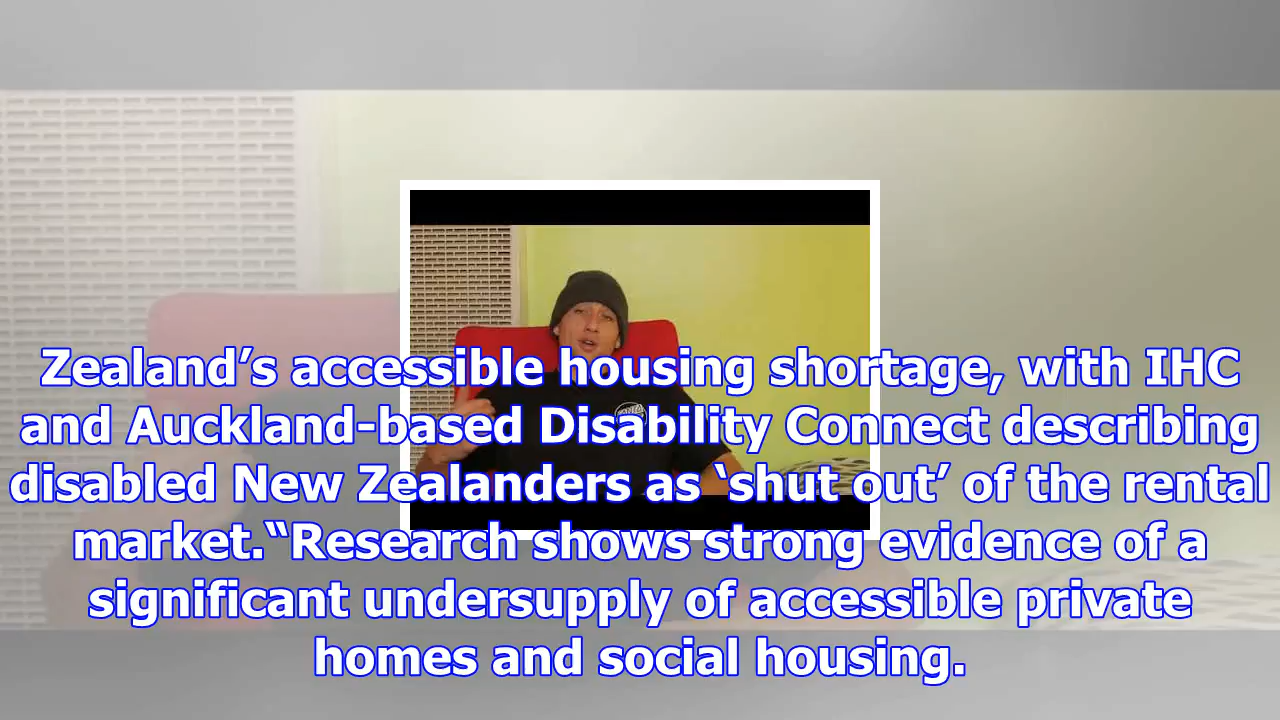 Zealand’s accessible housing shortage, with IHC
and Auckland-based Disability Connect describing
disabled New Zealanders as ‘shut out’ of the rental
market.“Research shows strong evidence of a
significant undersupply of accessible private
homes and social housing.